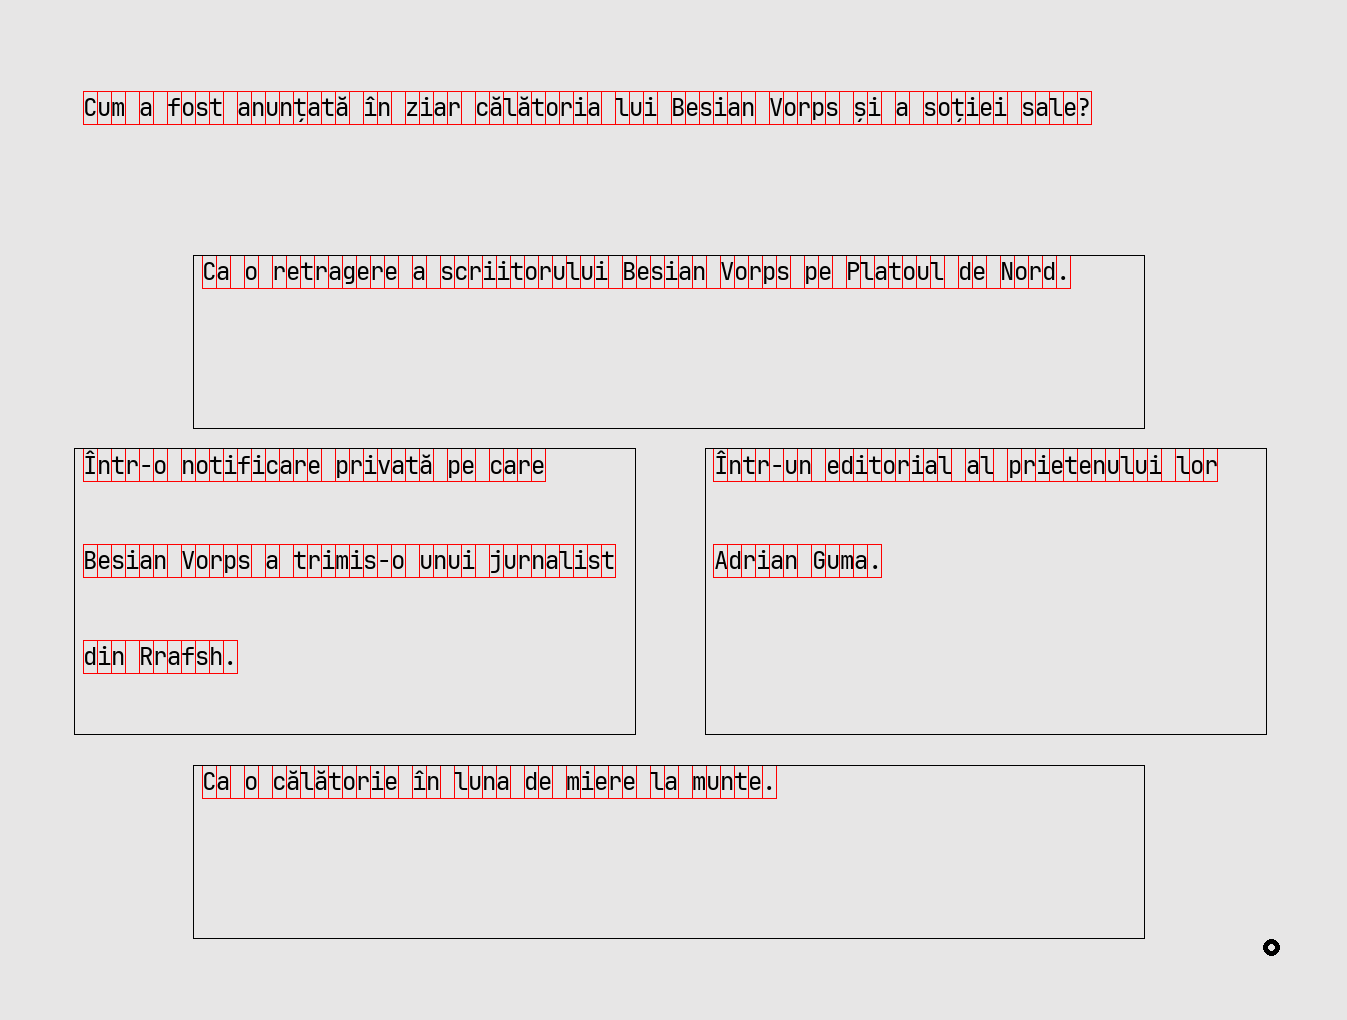 Cum a fost anunțată în ziar călătoria lui Besian Vorps și a soției sale?
Ca o retragere a scriitorului Besian Vorps pe Platoul de Nord.
Într-o notificare privată pe care
Besian Vorps a trimis-o unui jurnalist
din Rrafsh.
Într-un editorial al prietenului lor
Adrian Guma.
Ca o călătorie în luna de miere la munte.